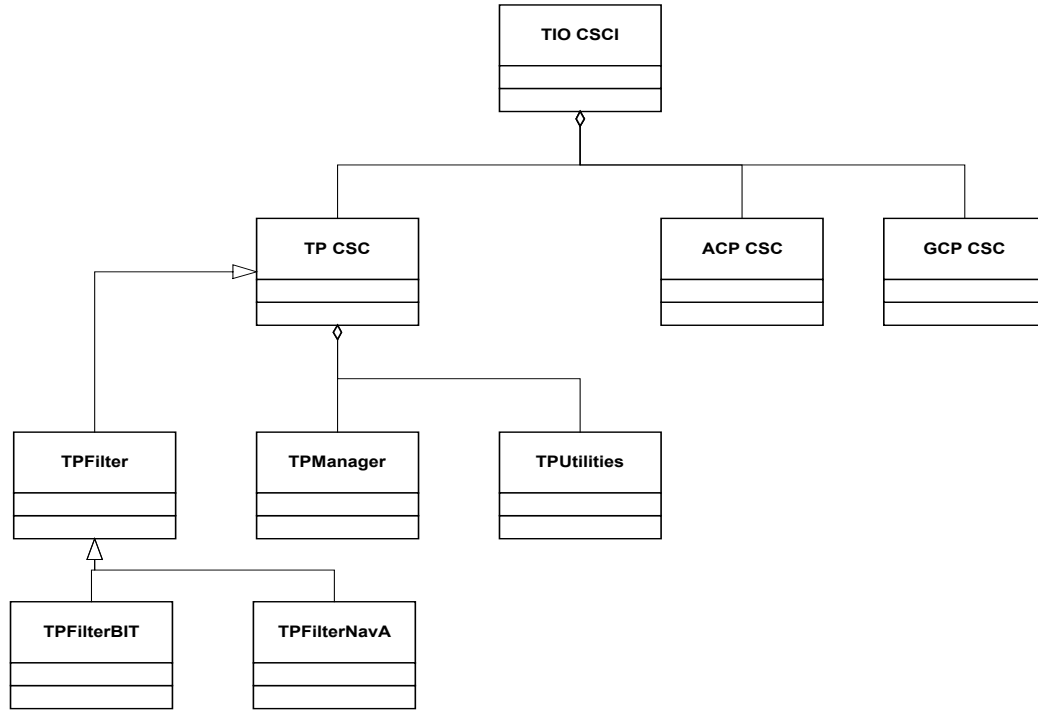 TIO CSCI
TP CSC
ACP CSC
GCP CSC
TPFilter
TPManager
TPUtilities
TPFilterBIT
TPFilterNavA